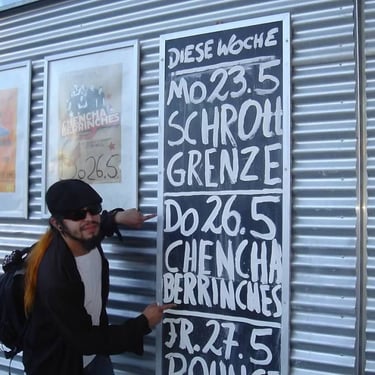 DIESE WOCHE
MO 23.5
SCHROTT
GRENZE
DO 26.5
CHENCHA
BERRINCHES
FR. 27.5
CHENCHA
BERRINCHES
Do 26.5